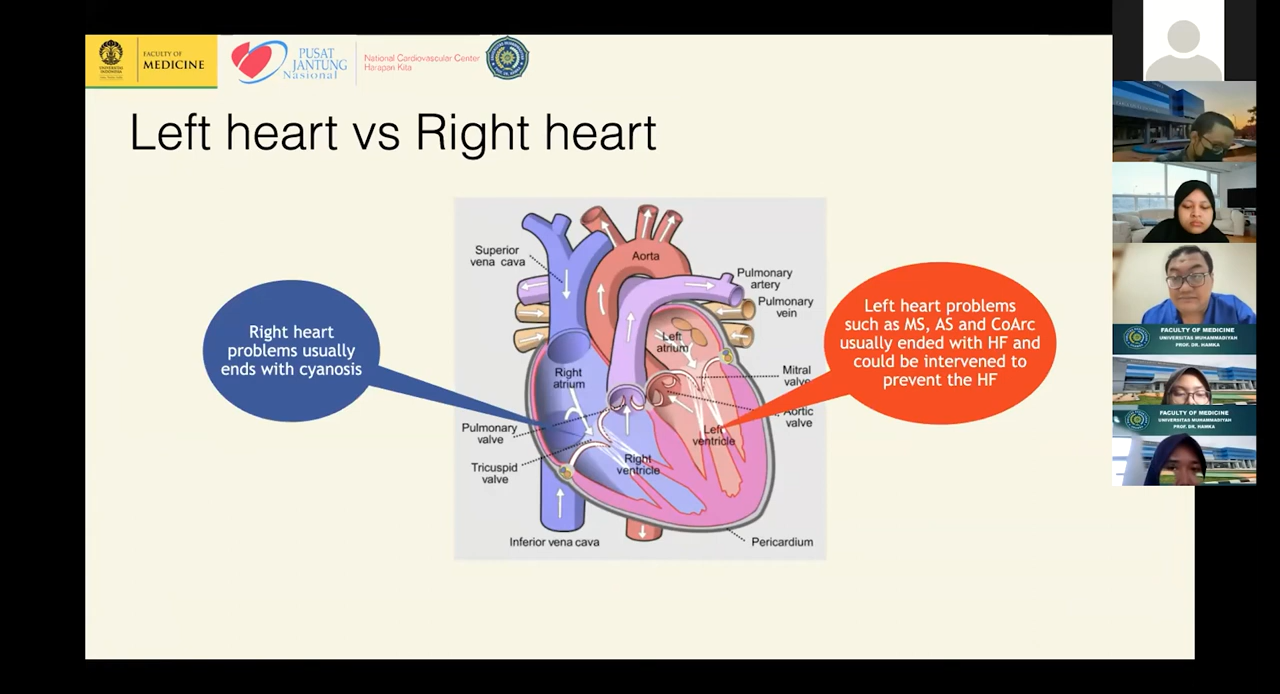 UNIVERSITAS
INDONESIA
FACULTY OF
MEDICINE
PUSAT
JANTUNG
Nasional
National Cardiovascular Center
Harapan Kita
Left heart vs Right heart
Right heart
problems usually
ends with cyanosis
Left heart problems
such as MS, AS and CoArc
usually ended with HF and
could be intervened to
prevent the HF
Superior
vena cava
Aorta
Pulmonary
artery
Pulmonary
vein
Left
atrium
Right
atrium
Mitral
valve
Aortic
valve
Pulmonary
valve
Left
ventricle
Right
ventricle
Tricuspid
valve
Inferior vena cava
Pericardium
FACULTY OF MEDICINE
UNIVERSITAS MUHAMMADIYAH
PROF. DR. HAMKA
FACULTY OF MEDICINE
UNIVERSITAS MUHAMMADIYAH
PROF. DR. HAMKA